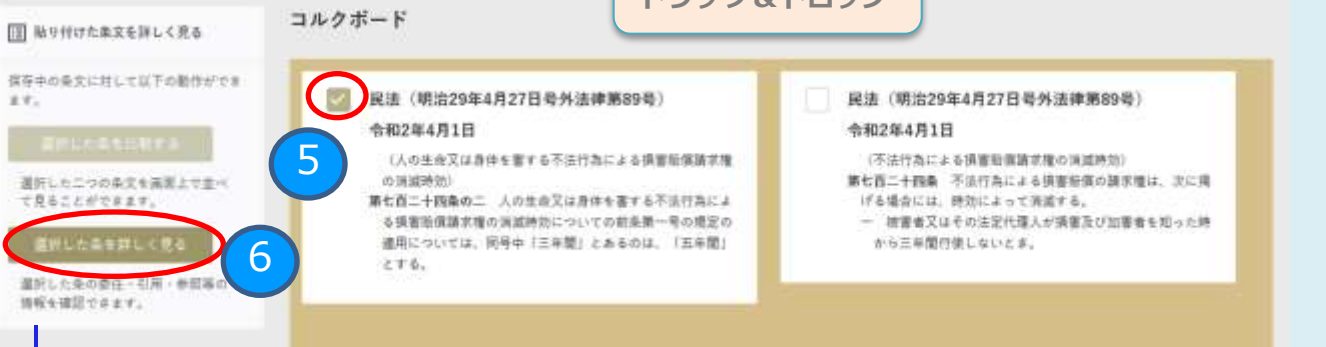 ドラッグ&ドロップ
コルクボード
貼り付けた条文を詳しく見る
保存中の条文に対して以下の動作ができ
ます。
選択した条を比較する
選択した二つの条文を画面上で並べ
て見ることができます。
選択した条を詳しく見る
選択した条の委任・引用・参照等の
情報を確認できます。
5
6
民法（明治29年4月27日号外法律第89号）
令和2年4月1日
（人の生命又は身体を害する不法行為による損害賠償請求権
の消滅時効）
第七百二十四条の二　人の生命又は身体を害する不法行為によ
る損害賠償請求権の消滅時効についての前条第一号の規定の
適用については、同号中「三年間」とあるのは、「五年間」
とする。
民法（明治29年4月27日号外法律第89号）
令和2年4月1日
（不法行為による損害賠償請求権の消滅時効）
第七百二十四条　不法行為による損害賠償の請求権は、次に掲
げる場合には、時効によって消滅する。
一　被害者又はその法定代理人が損害及び加害者を知った時
から三年間行使しないとき。